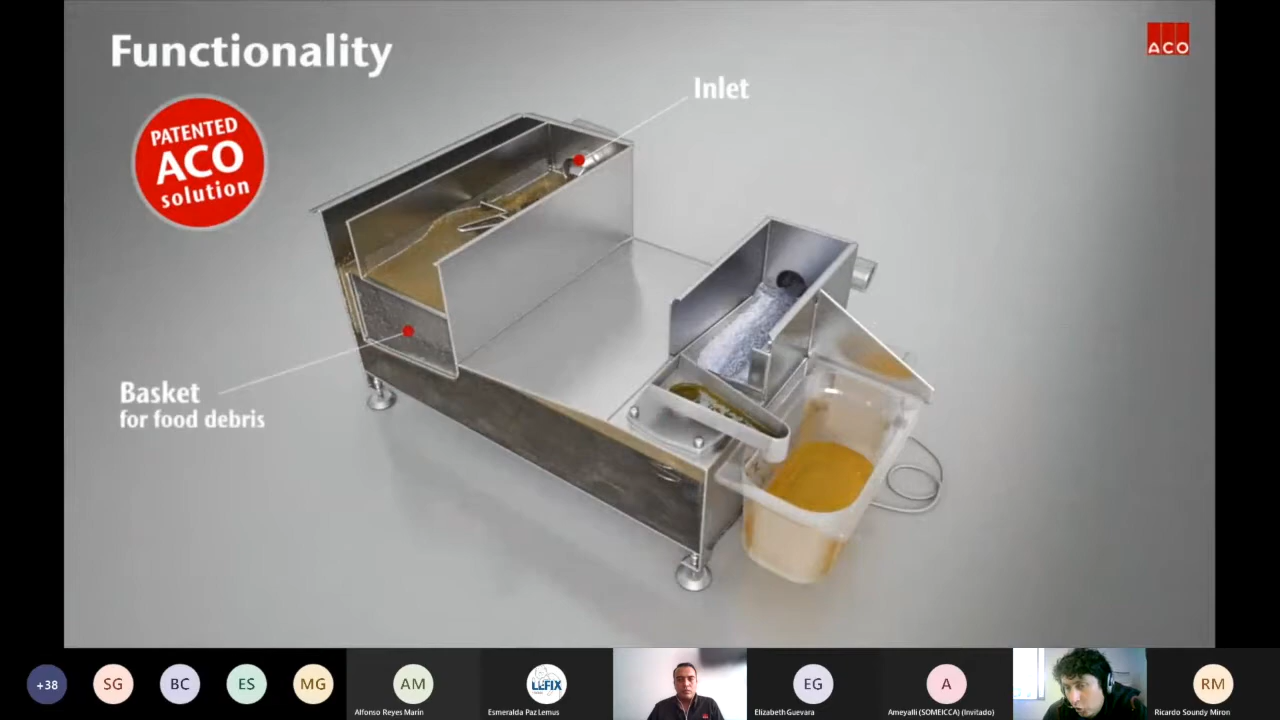 Functionality
ACO
PATENTED
ACO
solution
Inlet
Basket
for food debris
+38
SG
BC
ES
MG
AM
Alfonso Reyes Marin
LEFIX
Esmeralda Paz Lemus
EG
Elizabeth Guevara
A
Ameyalli (SOMEICCA) (Invitado)
RM
Ricardo Soundy Miron